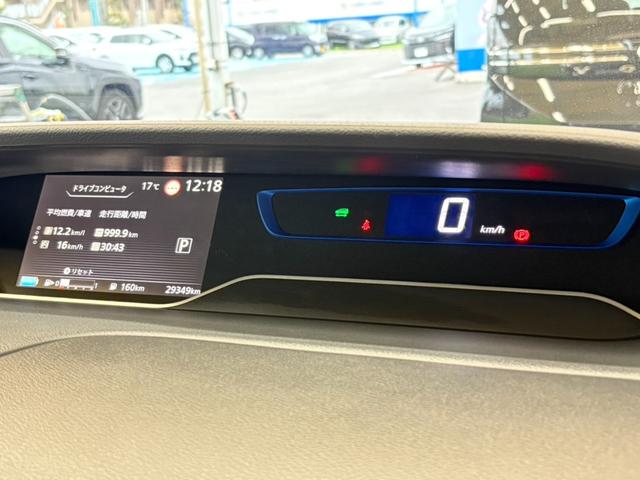 ドライブコンピュータ 17℃ 12:18
平均燃費/車速 走行距離/時間
12.2km/l 999.9km
16km/h 30:43
P
リセット
0 1 160km 29349km
0 km/h